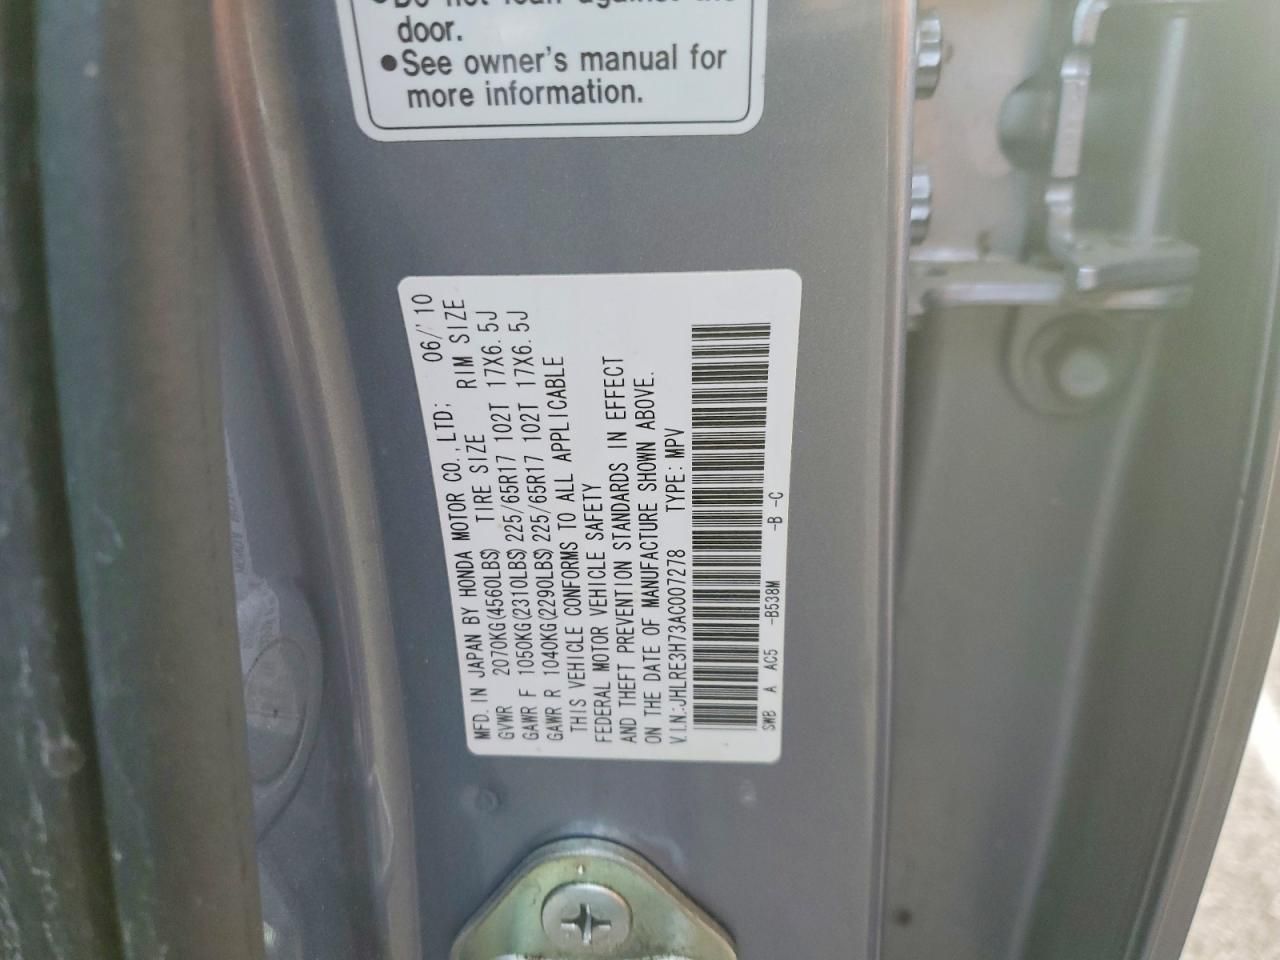 door.
●See owner's manual for
more information.
MFD. IN JAPAN BY HONDA MOTOR CO., LTD; 06/'10
GVWR 2070KG(4560LBS) TIRE SIZE RIM SIZE
GAWR F 1050KG(2310LBS) 225/65R17 102T 17X6.5J
GAWR R 1040KG(2290LBS) 225/65R17 102T 17X6.5J
THIS VEHICLE CONFORMS TO ALL APPLICABLE
FEDERAL MOTOR VEHICLE SAFETY
AND THEFT PREVENTION STANDARDS IN EFFECT
ON THE DATE OF MANUFACTURE SHOWN ABOVE.
V.I.N.:JHLRE3H73AC007278 TYPE: MPV
SWB A AC5 -B538M -B -C